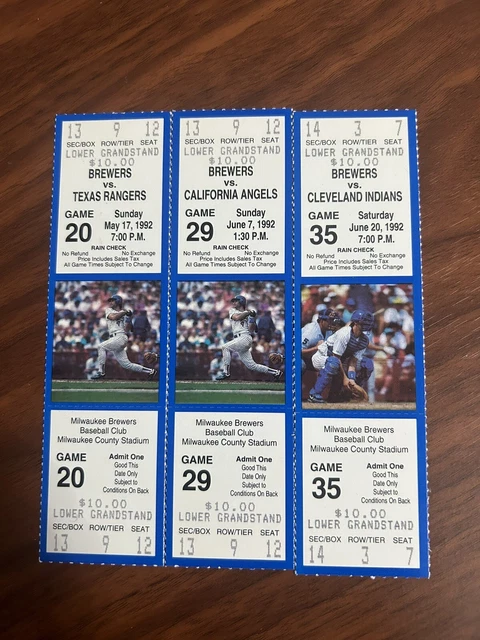 13 9 12
SEC/BOX ROW/TIER SEAT
LOWER GRANDSTAND
$10.00
BREWERS
vs.
TEXAS RANGERS
GAME
20
Sunday
May 17, 1992
7:00 P.M.
RAIN CHECK
No Refund No Exchange
Price Includes Sales Tax
All Game Times Subject To Change
Milwaukee Brewers
Baseball Club
Milwaukee County Stadium
GAME
20
Admit One
Good This
Date Only
Subject to
Conditions On Back
$10.00
LOWER GRANDSTAND
SEC/BOX ROW/TIER SEAT
13 9 12
13 9 12
SEC/BOX ROW/TIER SEAT
LOWER GRANDSTAND
$10.00
BREWERS
vs.
CALIFORNIA ANGELS
GAME
29
Sunday
June 7, 1992
1:30 P.M.
RAIN CHECK
No Refund No Exchange
Price Includes Sales Tax
All Game Times Subject To Change
Milwaukee Brewers
Baseball Club
Milwaukee County Stadium
GAME
29
Admit One
Good This
Date Only
Subject to
Conditions On Back
$10.00
LOWER GRANDSTAND
SEC/BOX ROW/TIER SEAT
13 9 12
14 3 7
SEC/BOX ROW/TIER SEAT
LOWER GRANDSTAND
$10.00
BREWERS
vs.
CLEVELAND INDIANS
GAME
35
Saturday
June 20, 1992
7:00 P.M.
RAIN CHECK
No Refund No Exchange
Price Includes Sales Tax
All Game Times Subject To Change
Milwaukee Brewers
Baseball Club
Milwaukee County Stadium
GAME
35
Admit One
Good This
Date Only
Subject to
Conditions On Back
$10.00
LOWER GRANDSTAND
SEC/BOX ROW/TIER SEAT
14 3 7